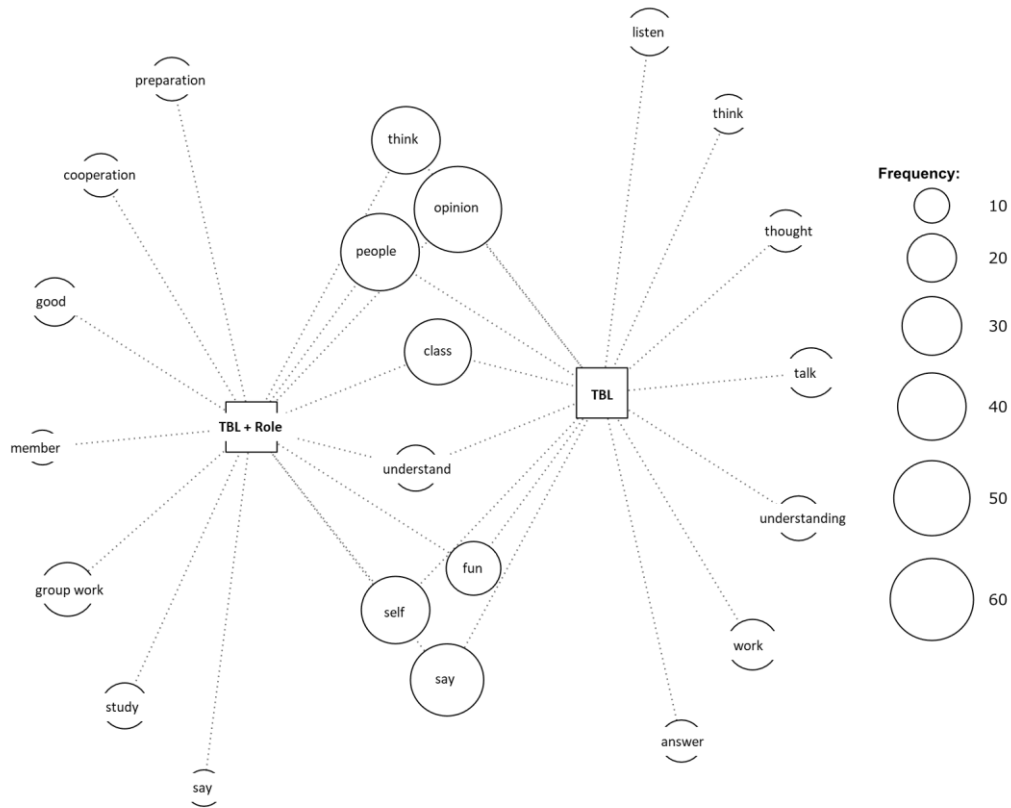 listen
preparation
think
think
cooperation
opinion
thought
people
good
class
talk
TBL
TBL + Role
member
understand
understanding
fun
group work
self
work
say
study
answer
say
Frequency:
10
20
30
40
50
60